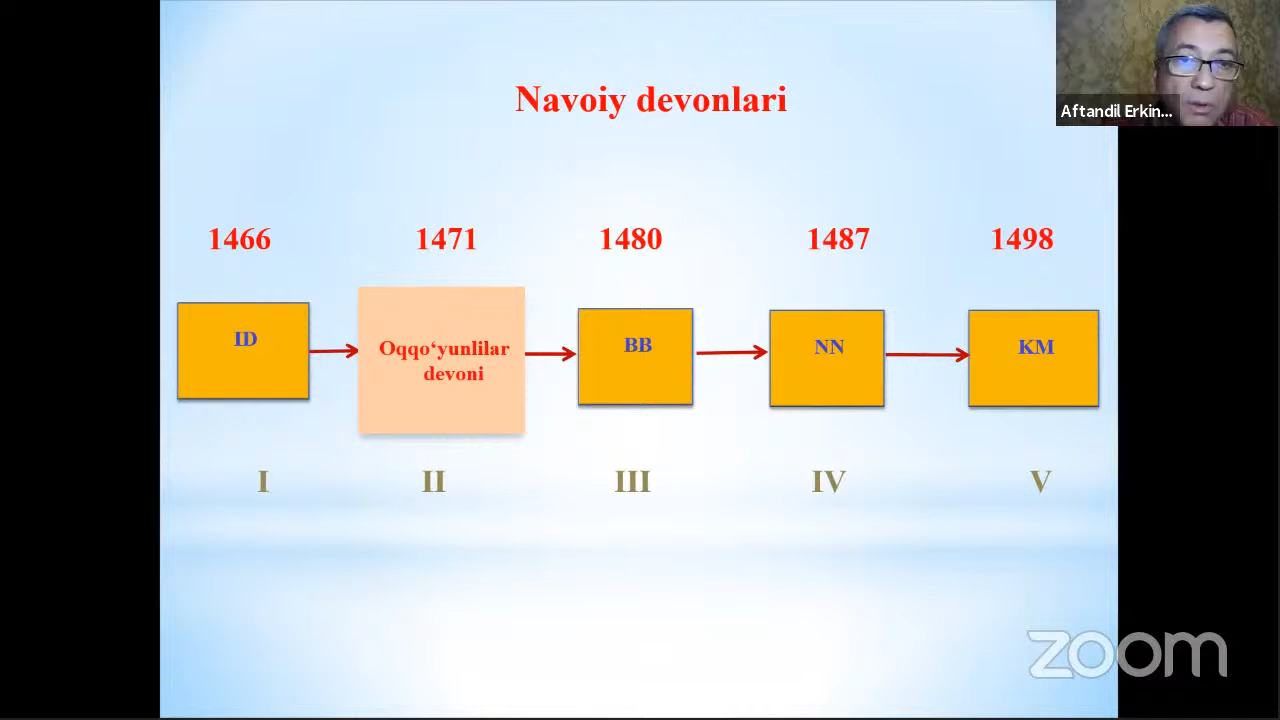 Navoiy devonlari
Aftandil Erkin...
1466 1471 1480 1487 1498
ID
Oqqo‘yunlilar
devoni
BB
NN
KM
I II III IV V
zoom